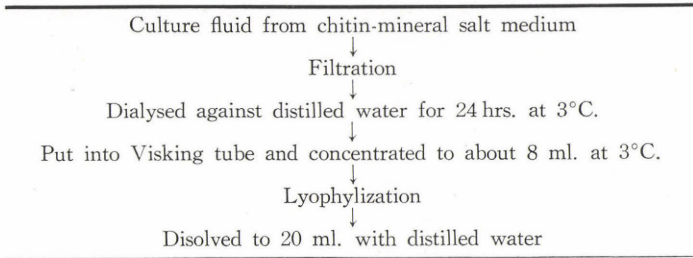 Culture fluid from chitin-mineral salt medium
↓
Filtration
↓
Dialysed against distilled water for 24 hrs. at 3°C.
↓
Put into Visking tube and concentrated to about 8 ml. at 3°C.
↓
Lyophylization
↓
Disolved to 20 ml. with distilled water